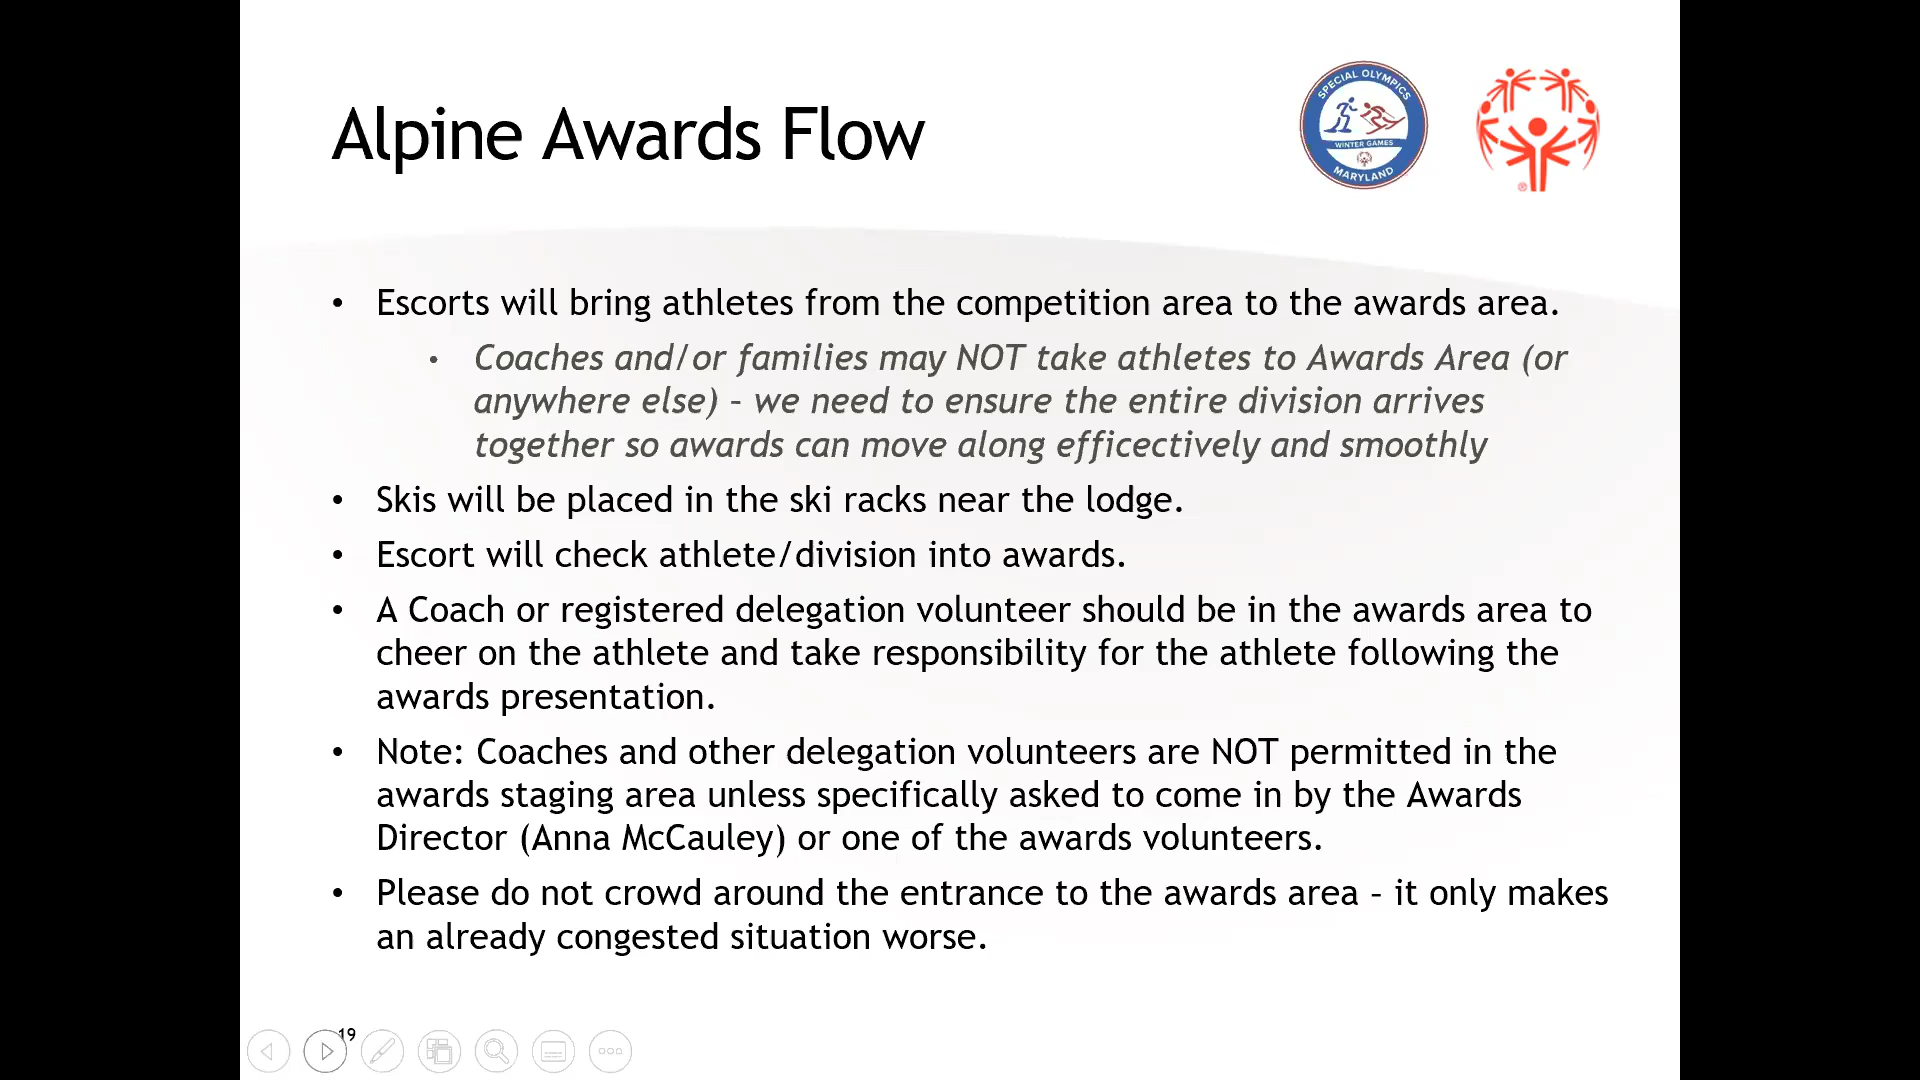 Alpine Awards Flow
SPECIAL OLYMPICS
WINTER GAMES
MARYLAND
®
• Escorts will bring athletes from the competition area to the awards area.
• Coaches and/or families may NOT take athletes to Awards Area (or
anywhere else) – we need to ensure the entire division arrives
together so awards can move along efficectively and smoothly
• Skis will be placed in the ski racks near the lodge.
• Escort will check athlete/division into awards.
• A Coach or registered delegation volunteer should be in the awards area to
cheer on the athlete and take responsibility for the athlete following the
awards presentation.
• Note: Coaches and other delegation volunteers are NOT permitted in the
awards staging area unless specifically asked to come in by the Awards
Director (Anna McCauley) or one of the awards volunteers.
• Please do not crowd around the entrance to the awards area – it only makes
an already congested situation worse.
19